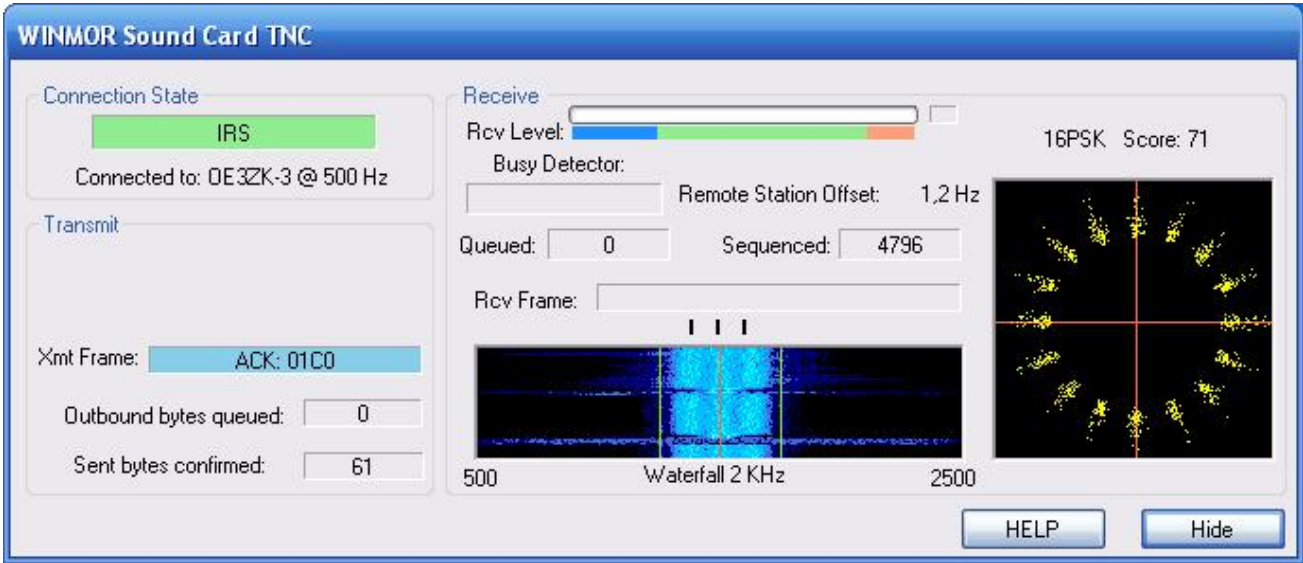 WINMOR Sound Card TNC
Connection State
IRS
Connected to: OE3ZK-3 @ 500 Hz
Transmit
Xmt Frame: ACK: 01C0
Outbound bytes queued: 0
Sent bytes confirmed: 61
Receive
Rcv Level:
Busy Detector:
Remote Station Offset: 1,2 Hz
Queued: 0 Sequenced: 4796
Rcv Frame:
500 Waterfall 2 KHz 2500
16PSK Score: 71
HELP Hide